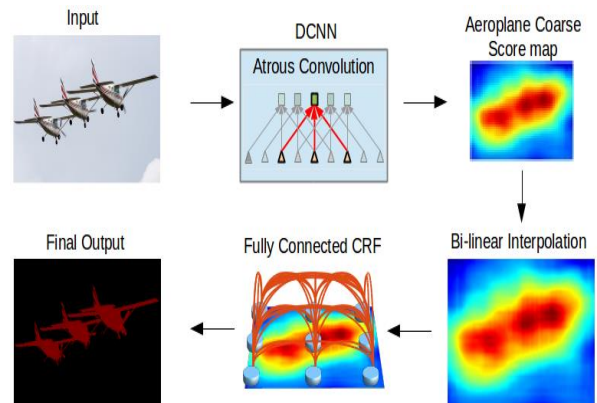 Input
DCNN
Atrous Convolution
Aeroplane Coarse
Score map
Bi-linear Interpolation
Fully Connected CRF
Final Output